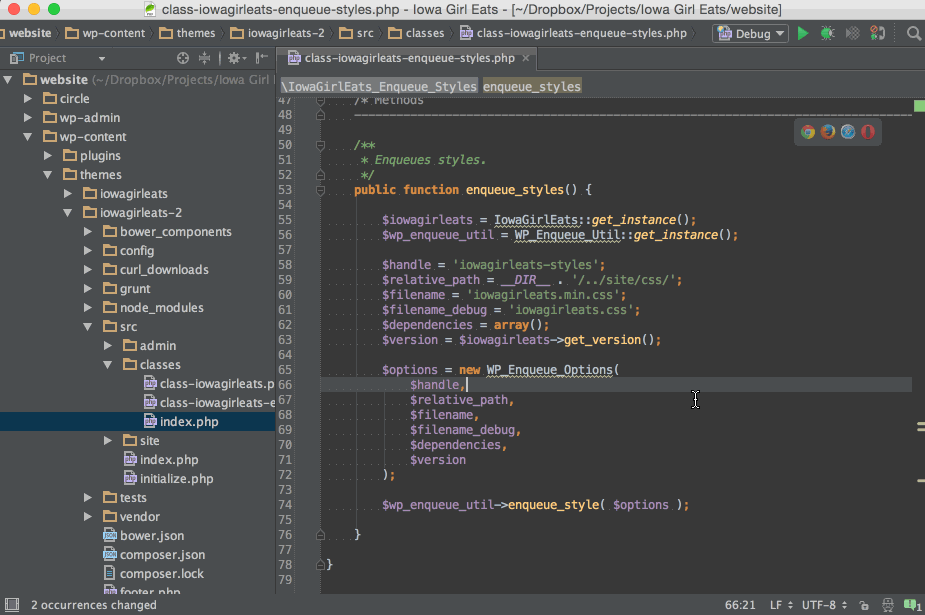 class-iowagirleats-enqueue-styles.php - Iowa Girl Eats - [~/Dropbox/Projects/Iowa Girl Eats/website]
website wp-content themes iowagirleats-2 src classes class-iowagirleats-enqueue-styles.php Debug
Project
class-iowagirleats-enqueue-styles.php
website (~/Dropbox/Projects/Iowa Girl
circle
wp-admin
wp-content
plugins
themes
iowagirleats
iowagirleats-2
bower_components
config
curl_downloads
grunt
node_modules
src
admin
classes
class-iowagirleats.p
class-iowagirleats-e
index.php
site
index.php
initialize.php
tests
vendor
bower.json
composer.json
composer.lock
footer.php
\IowaGirlEats_Enqueue_Styles enqueue_styles
47 /* Methods
48
49
50 /**
51 * Enqueues styles.
52 */
53 public function enqueue_styles() {
54
55 $iowagirleats = IowaGirlEats::get_instance();
56 $wp_enqueue_util = WP_Enqueue_Util::get_instance();
57
58 $handle = 'iowagirleats-styles';
59 $relative_path = __DIR__ . '/../site/css/';
60 $filename = 'iowagirleats.min.css';
61 $filename_debug = 'iowagirleats.css';
62 $dependencies = array();
63 $version = $iowagirleats->get_version();
64
65 $options = new WP_Enqueue_Options(
66 $handle,
67 $relative_path,
68 $filename,
69 $filename_debug,
70 $dependencies,
71 $version
72 );
73
74 $wp_enqueue_util->enqueue_style( $options );
75
76 }
77
78 }
79
2 occurrences changed 66:21 LF UTF-8 1